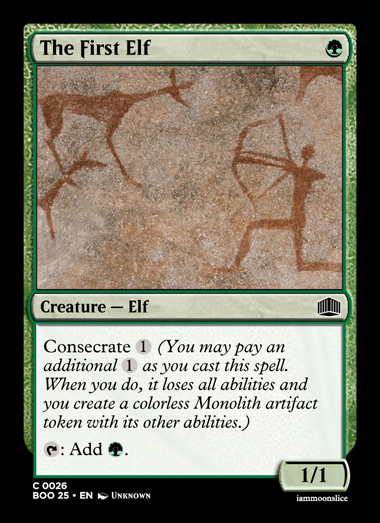 The First Elf
Creature — Elf
Consecrate 1 (You may pay an
additional 1 as you cast this spell.
When you do, it loses all abilities and
you create a colorless Monolith artifact
token with its other abilities.)
: Add .
1/1
C 0026
BOO 25 • EN Unknown
iammoonslice